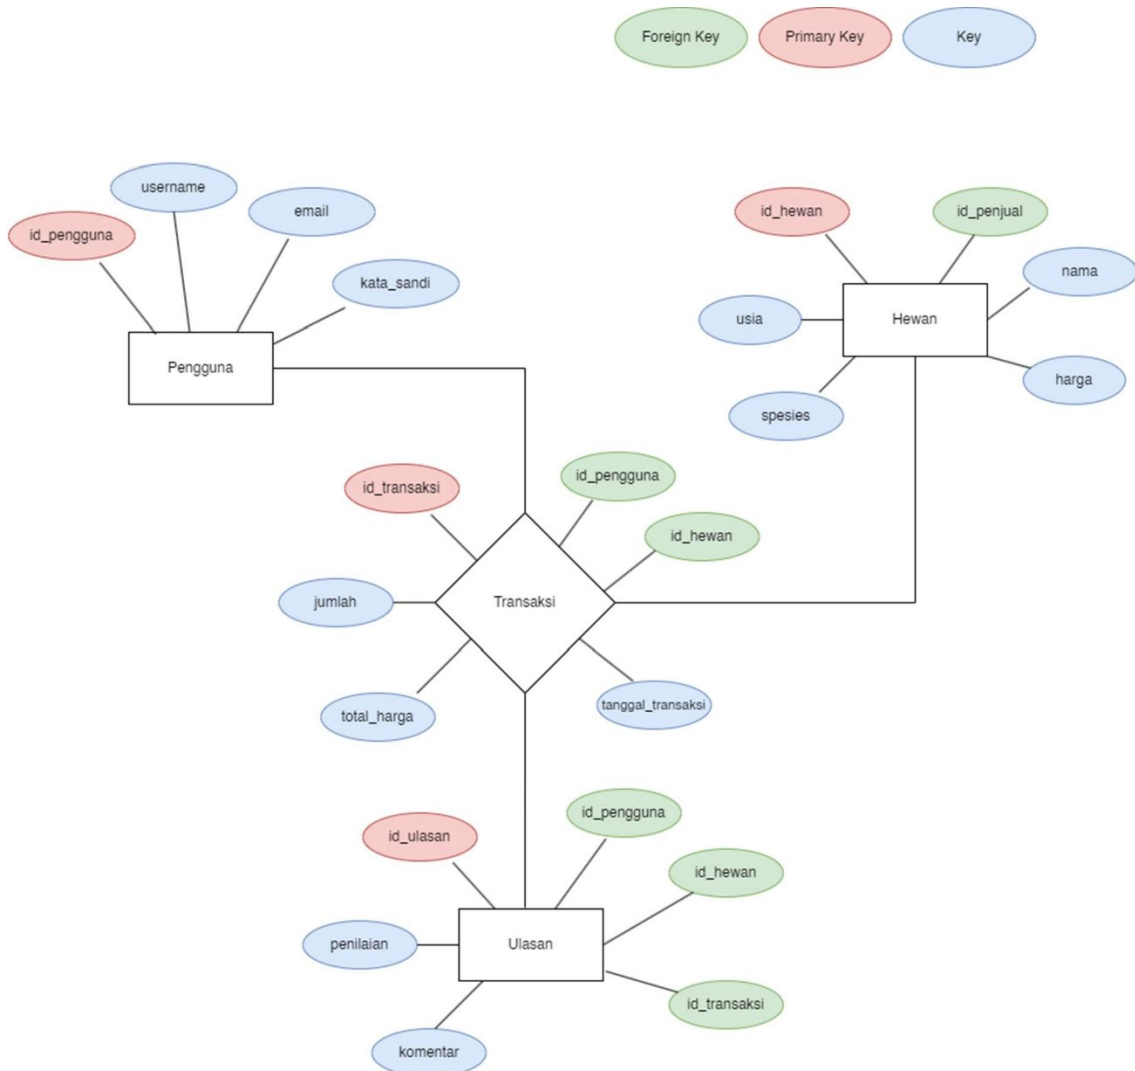 Foreign Key
Primary Key
Key
username
email
id_pengguna
kata_sandi
Pengguna
id_hewan
id_penjual
nama
usia
Hewan
harga
spesies
id_transaksi
id_pengguna
id_hewan
jumlah
Transaksi
total_harga
tanggal_transaksi
id_ulasan
id_pengguna
id_hewan
penilaian
Ulasan
id_transaksi
komentar